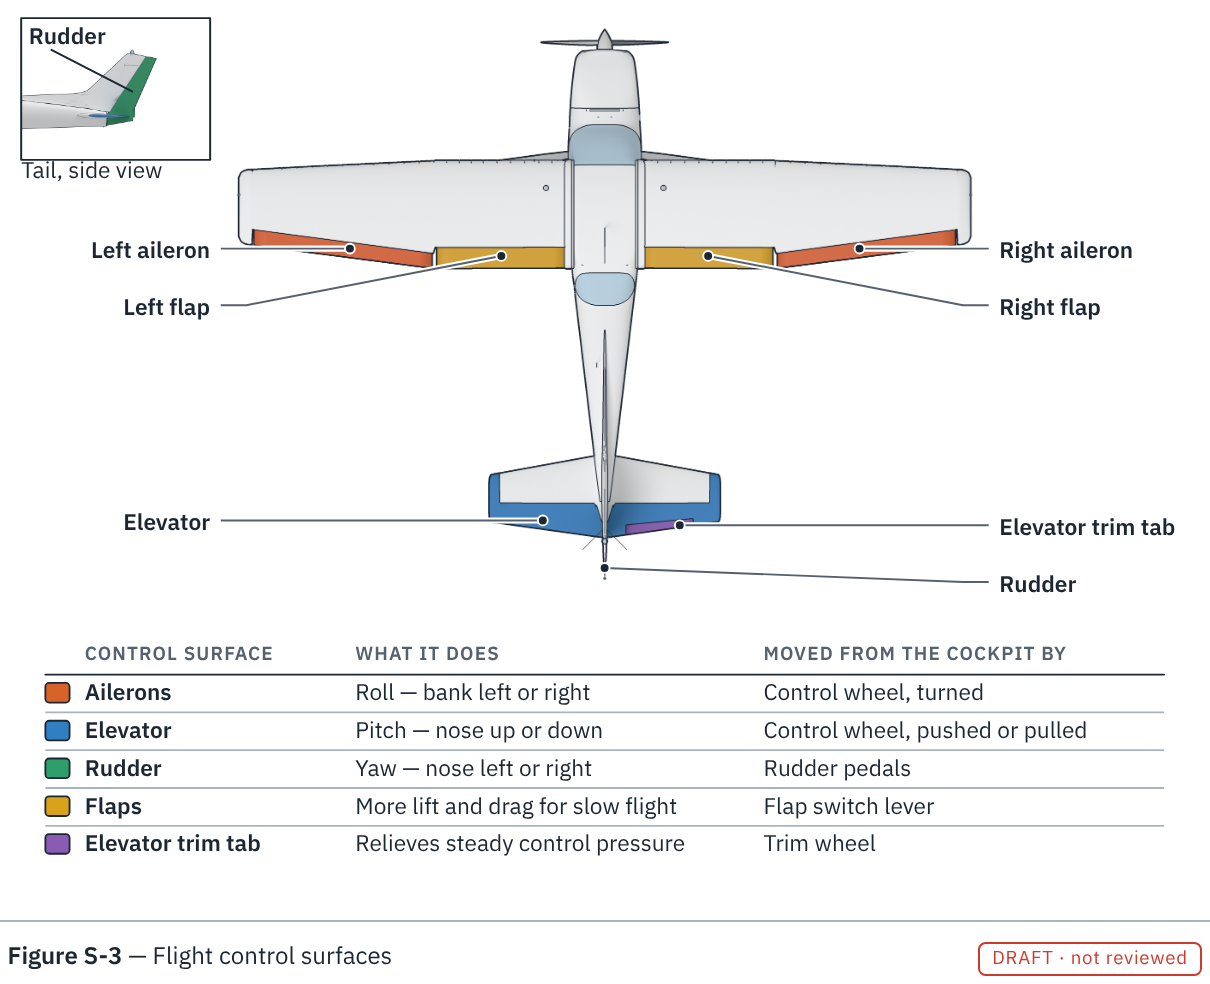 Rudder
Tail, side view
Left aileron
Right aileron
Left flap
Right flap
Elevator
Elevator trim tab
Rudder
CONTROL SURFACE WHAT IT DOES MOVED FROM THE COCKPIT BY
Ailerons Roll — bank left or right Control wheel, turned
Elevator Pitch — nose up or down Control wheel, pushed or pulled
Rudder Yaw — nose left or right Rudder pedals
Flaps More lift and drag for slow flight Flap switch lever
Elevator trim tab Relieves steady control pressure Trim wheel
Figure S-3 — Flight control surfaces
DRAFT · not reviewed